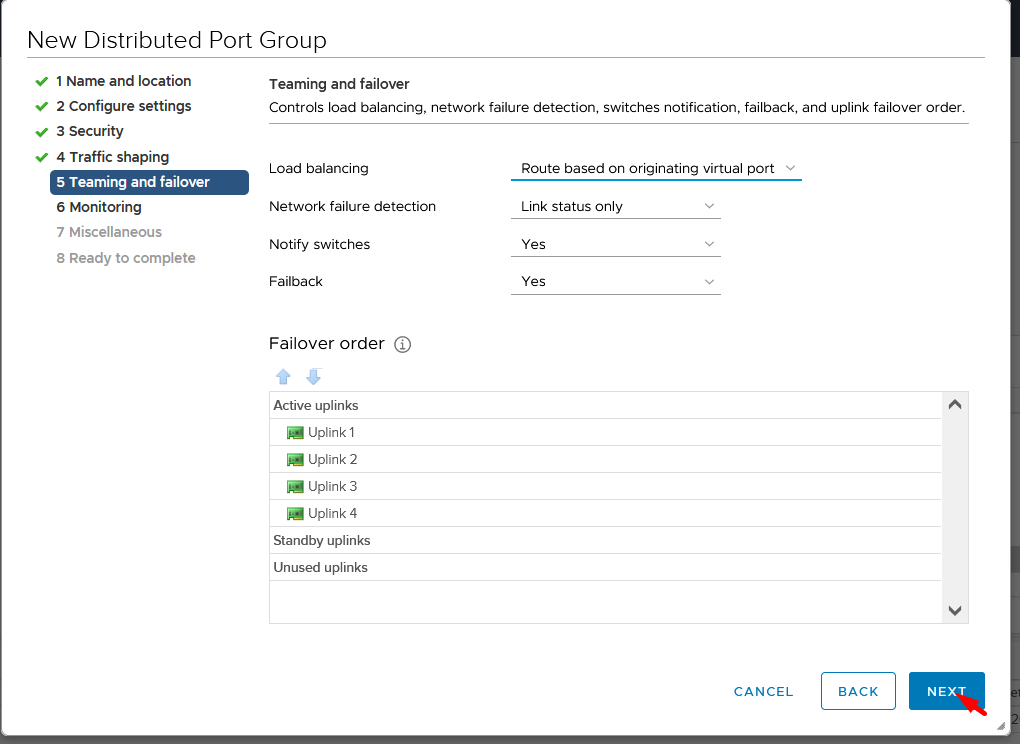 New Distributed Port Group
1 Name and location
2 Configure settings
3 Security
4 Traffic shaping
5 Teaming and failover
6 Monitoring
7 Miscellaneous
8 Ready to complete
Teaming and failover
Controls load balancing, network failure detection, switches notification, failback, and uplink failover order.
Load balancing Route based on originating virtual port
Network failure detection Link status only
Notify switches Yes
Failback Yes
Failover order
Active uplinks
Uplink 1
Uplink 2
Uplink 3
Uplink 4
Standby uplinks
Unused uplinks
CANCEL BACK NEXT